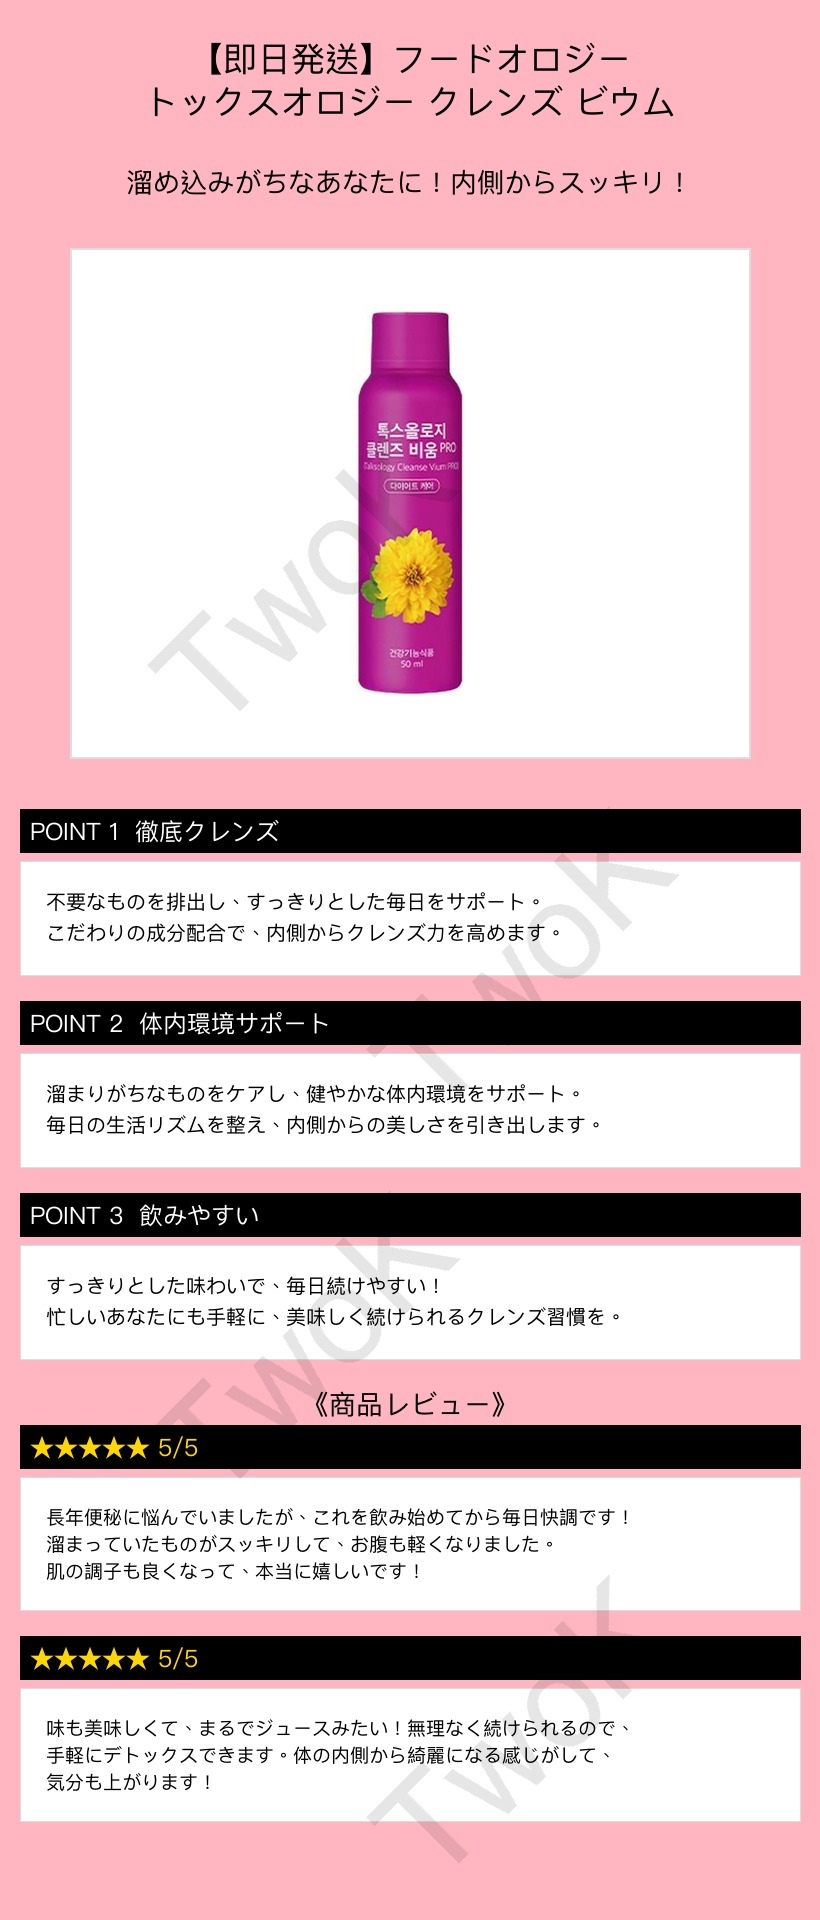 【即日発送】フードオロジー
トックスオロジー クレンズ ビウム
溜め込みがちなあなたに！内側からスッキリ！
톡스올로지
클렌즈 비움 PRO
(Talksology Cleanse Vium PRO)
다이어트 케어
건강기능식품
50 ml
Twok
POINT 1 徹底クレンズ
不要なものを排出し、すっきりとした毎日をサポート。
こだわりの成分配合で、内側からクレンズ力を高めます。
Twok
POINT 2 体内環境サポート
溜まりがちなものをケアし、健やかな体内環境をサポート。
毎日の生活リズムを整え、内側からの美しさを引き出します。
POINT 3 飲みやすい
すっきりとした味わいで、毎日続けやすい！
忙しいあなたにも手軽に、美味しく続けられるクレンズ習慣を。
Twok
《商品レビュー》
★★★★★ 5/5
長年便秘に悩んでいましたが、これを飲み始めてから毎日快調です！
溜まっていたものがスッキリして、お腹も軽くなりました。
肌の調子も良くなって、本当に嬉しいです！
★★★★★ 5/5
味も美味しくて、まるでジュースみたい！無理なく続けられるので、
手軽にデトックスできます。体の内側から綺麗になる感じがして、
気分も上がります！
Twok